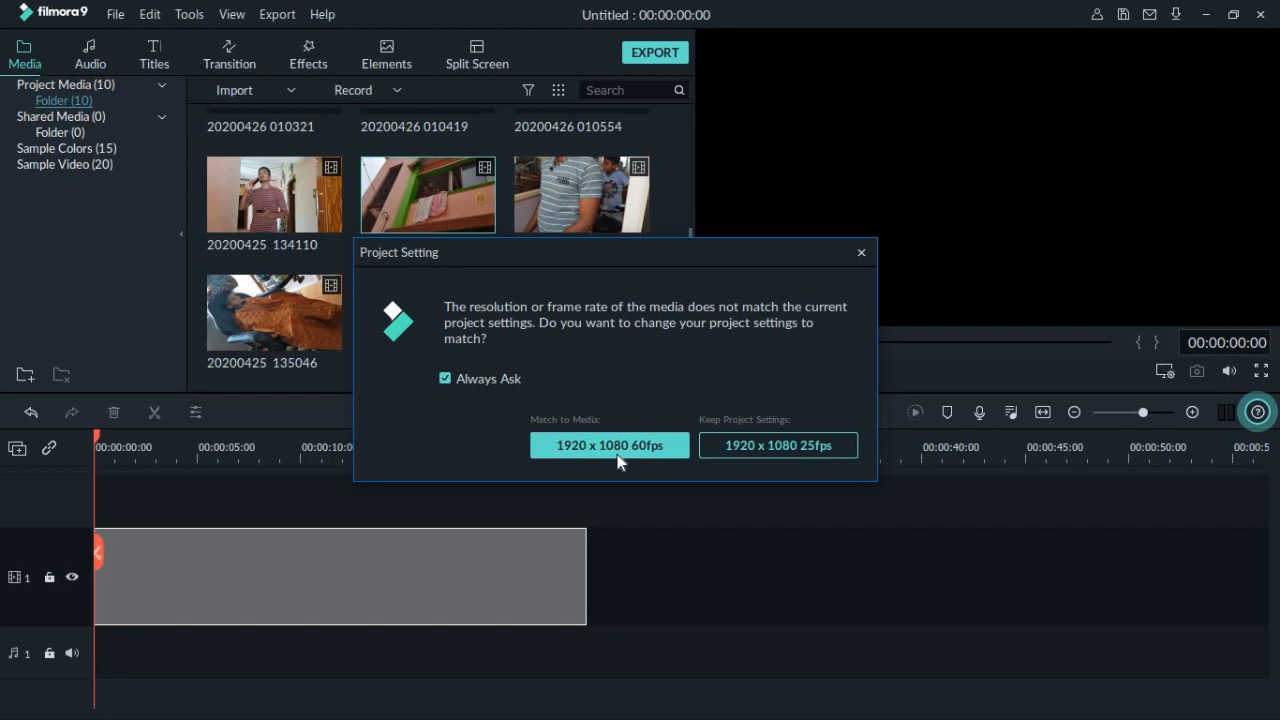 filmora9 File Edit Tools View Export Help Untitled : 00:00:00:00
Media Audio Titles Transition Effects Elements Split Screen EXPORT
Project Media (10)
Folder (10)
Shared Media (0)
Folder (0)
Sample Colors (15)
Sample Video (20)
Import Record Search
20200426 010321 20200426 010419 20200426 010554
20200425 134110
20200425 135046
Project Setting
The resolution or frame rate of the media does not match the current
project settings. Do you want to change your project settings to
match?
Always Ask
Match to Media: Keep Project Settings:
1920 x 1080 60fps 1920 x 1080 25fps
00:00:00:00
00:00:00:00 00:00:05:00 00:00:10:0 00:00:40:00 00:00:45:00 00:00:50:00 00:00:5
1
1